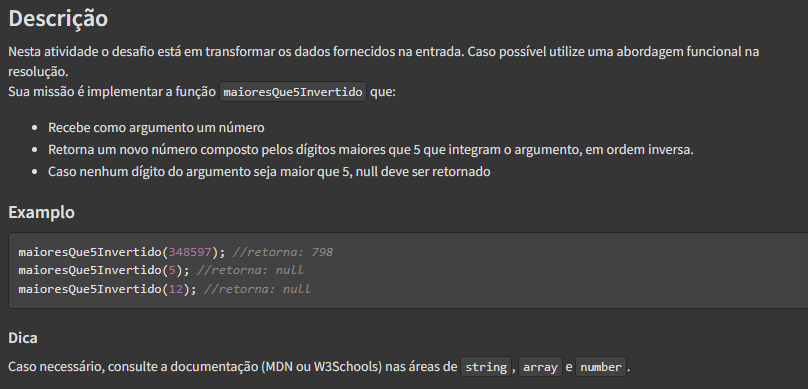 Descrição
Nesta atividade o desafio está em transformar os dados fornecidos na entrada. Caso possível utilize uma abordagem funcional na
resolução.
Sua missão é implementar a função maioresQue5Invertido que:
• Recebe como argumento um número
• Retorna um novo número composto pelos dígitos maiores que 5 que integram o argumento, em ordem inversa.
• Caso nenhum dígito do argumento seja maior que 5, null deve ser retornado
Examplo
maioresQue5Invertido(348597); //retorna: 798
maioresQue5Invertido(5); //retorna: null
maioresQue5Invertido(12); //retorna: null
Dica
Caso necessário, consulte a documentação (MDN ou W3Schools) nas áreas de string, array e number.